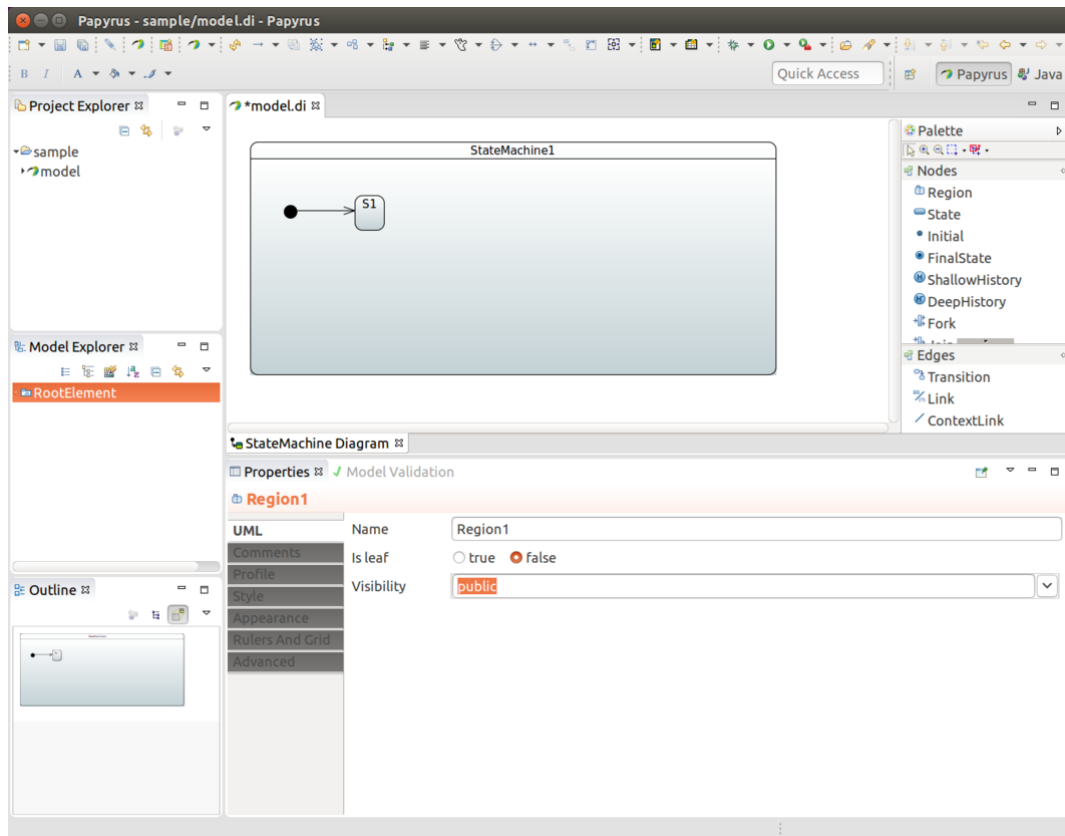 Papyrus - sample/model.di - Papyrus
B I A
Quick Access
Papyrus
Java
Project Explorer
sample
model
*model.di
StateMachine1
S1
Palette
Nodes
Region
State
Initial
FinalState
ShallowHistory
DeepHistory
Fork
Edges
Transition
Link
ContextLink
Model Explorer
RootElement
StateMachine Diagram
Properties
Model Validation
Region1
UML
Comments
Profile
Style
Appearance
Rulers And Grid
Advanced
Name
Region1
Is leaf
true
false
Visibility
public
Outline